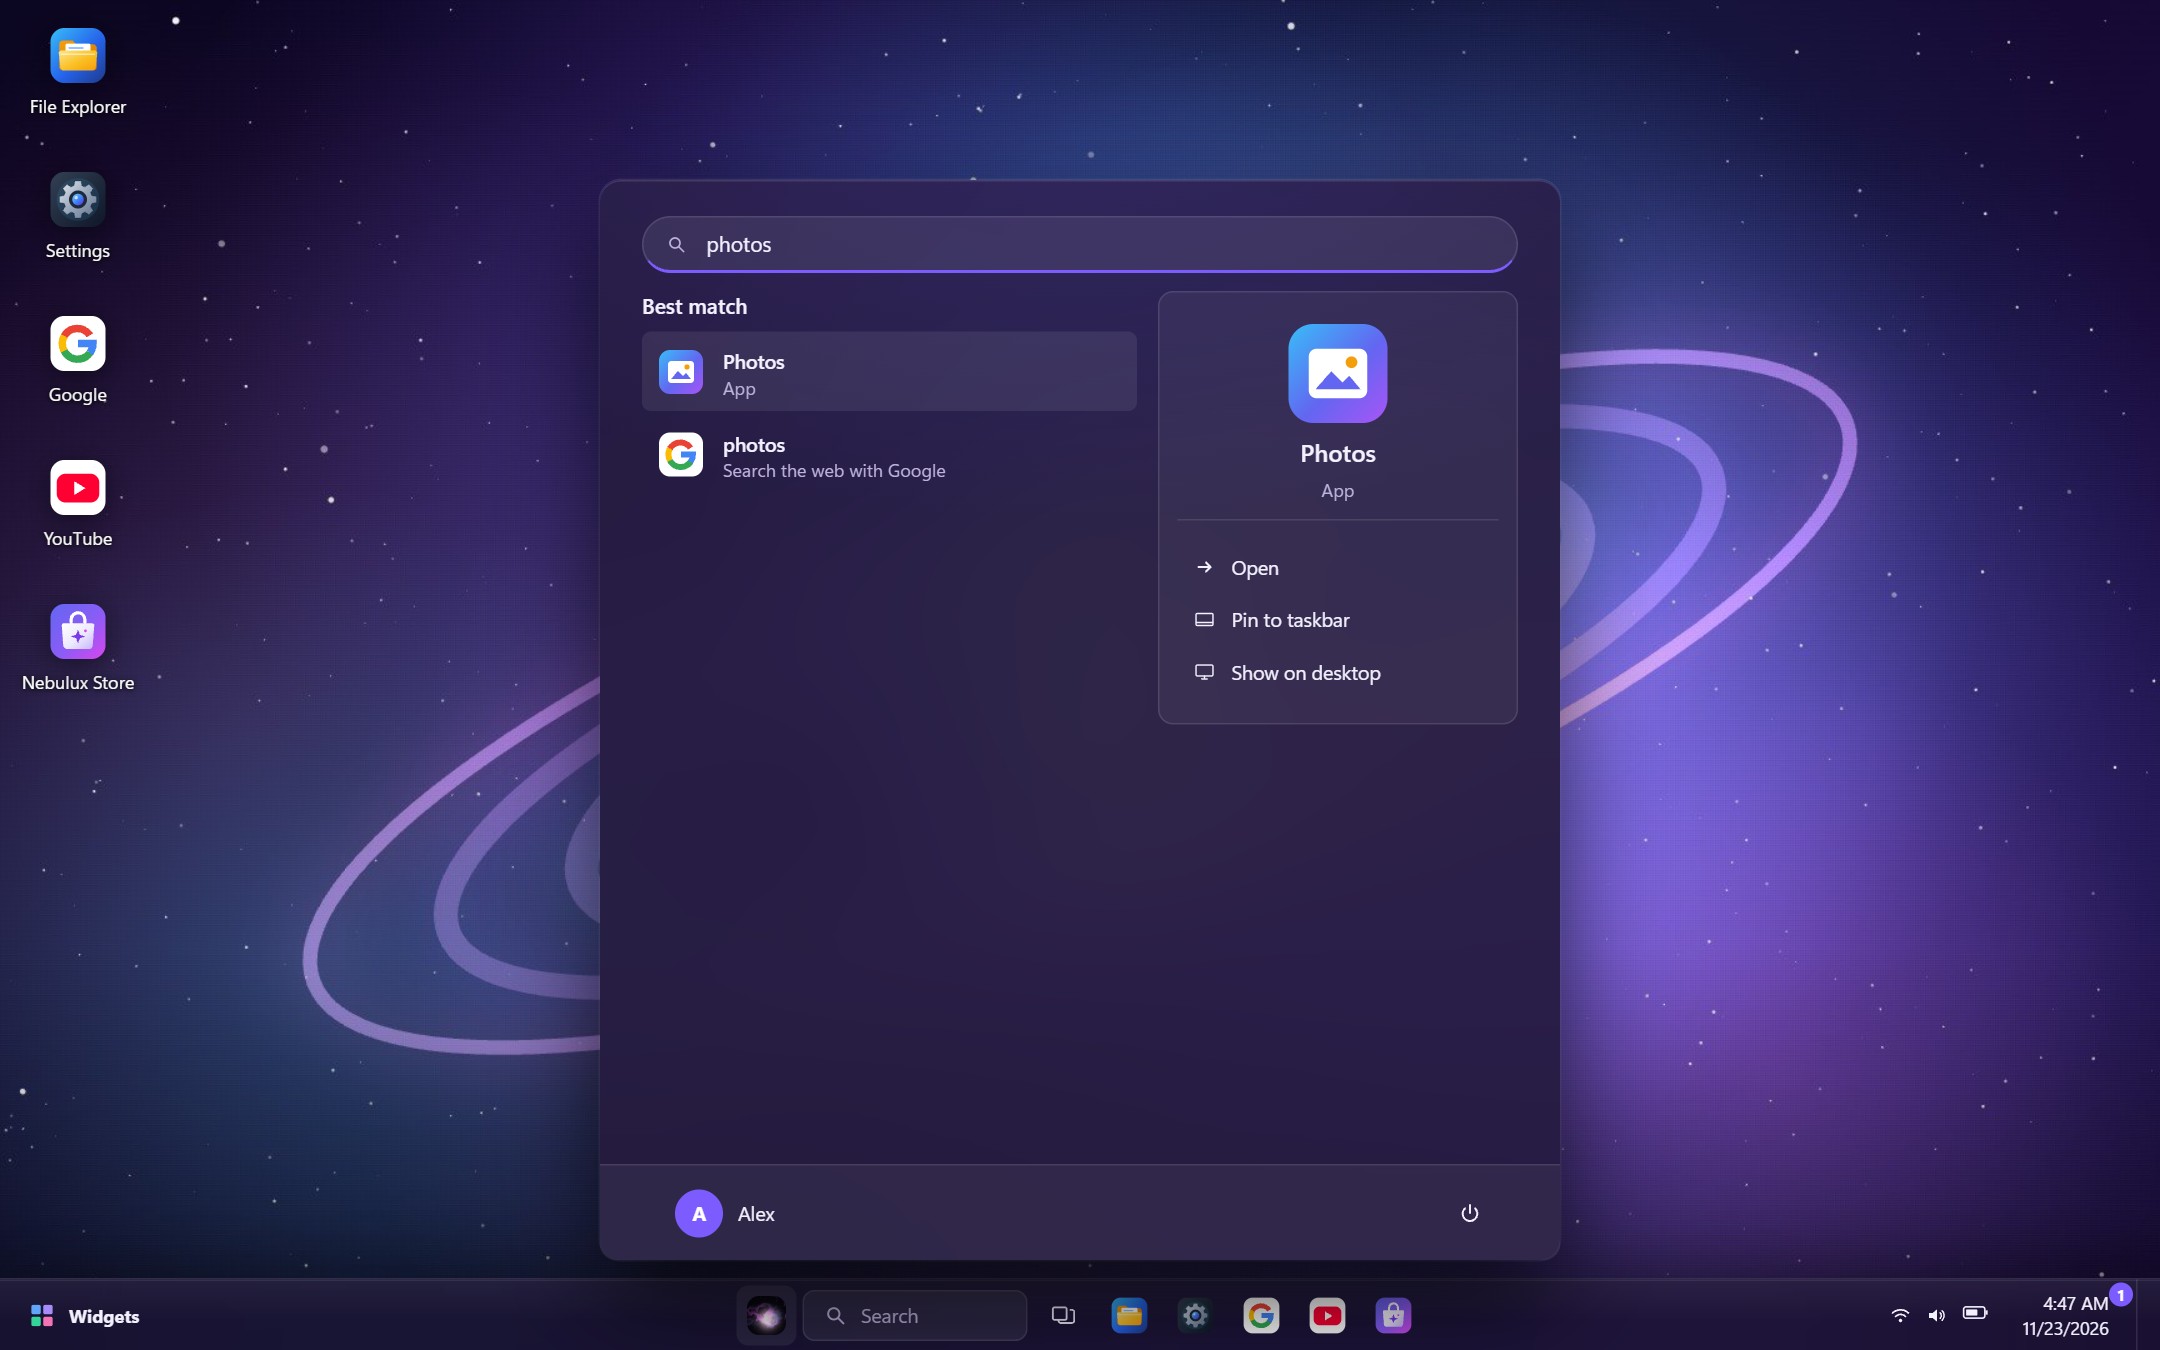 File Explorer
Settings
Google
YouTube
Nebulux Store
photos
Best match
Photos
App
photos
Search the web with Google
Photos
App
Open
Pin to taskbar
Show on desktop
A
Alex
Widgets
Search
4:47 AM
11/23/2026
1